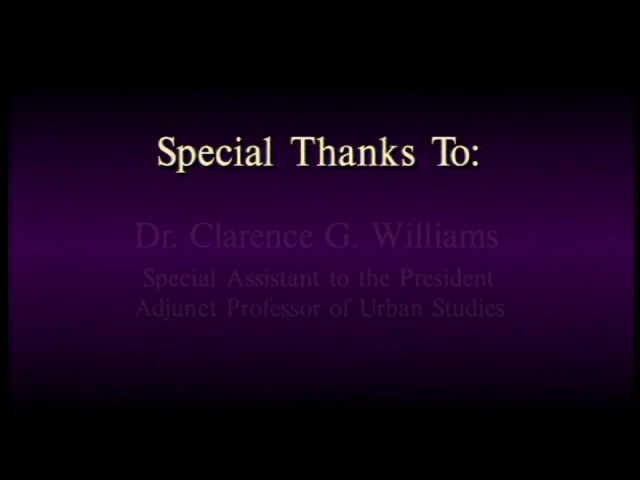 Special Thanks To:
Dr. Clarence G. Williams
Special Assistant to the President
Adjunct Professor of Urban Studies